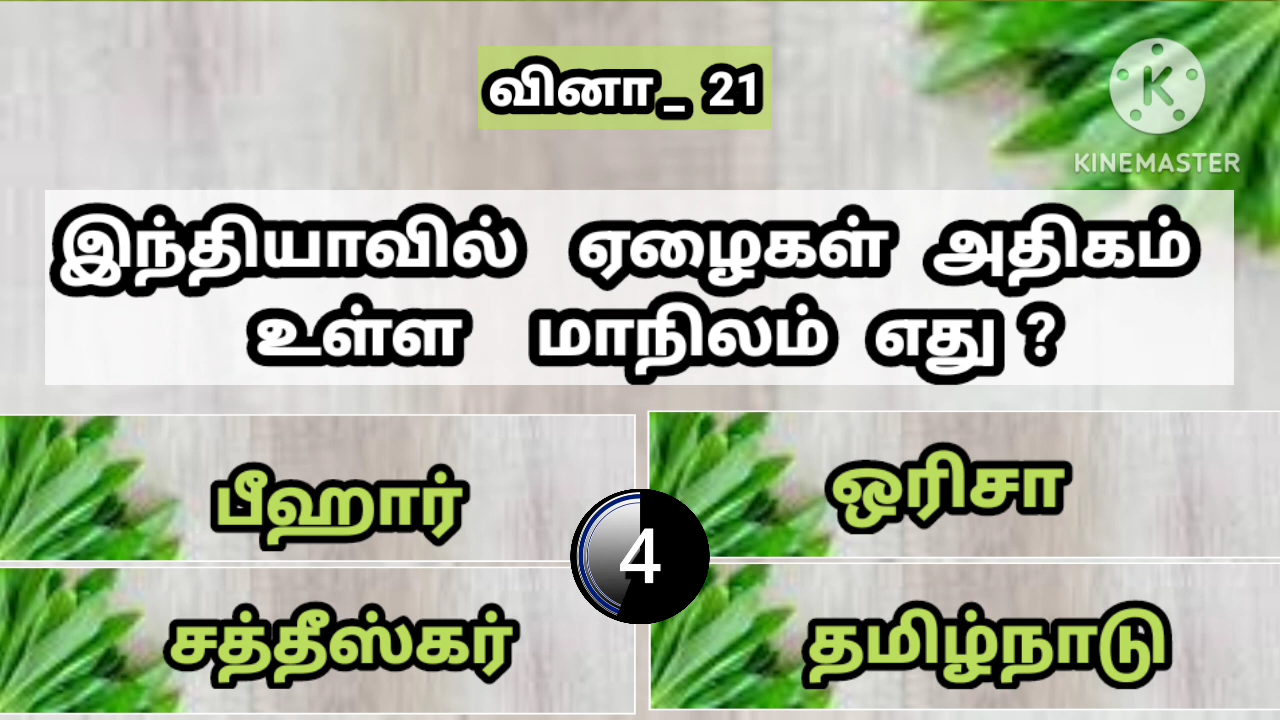 வினா_ 21
KINEMASTER
இந்தியாவில் ஏழைகள் அதிகம்
உள்ள மாநிலம் எது ?
பீஹார்
ஒரிசா
4
சத்தீஸ்கர்
தமிழ்நாடு